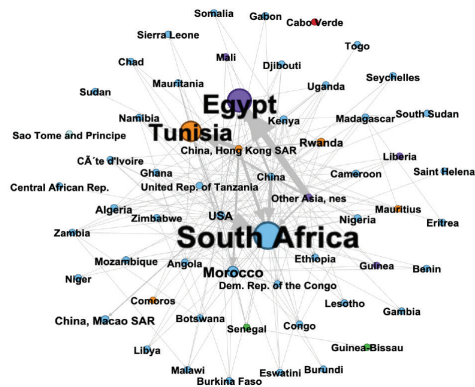 Somalia
Gabon
Cabo Verde
Sierra Leone
Mali
Togo
Chad
Djibouti
Mauritania
Uganda
Seychelles
Sudan
Egypt
Namibia
Kenya
Madagascar
South Sudan
Tunisia
Sao Tome and Principe
China, Hong Kong SAR
Rwanda
CÃ´te d'Ivoire
Liberia
Ghana
China
Cameroon
Saint Helena
Central African Rep.
United Rep. of Tanzania
Other Asia, nes
Algeria
Zimbabwe
USA
Nigeria
Mauritius
Zambia
South Africa
Eritrea
Mozambique
Angola
Morocco
Ethiopia
Guinea
Benin
Niger
Dem. Rep. of the Congo
Comoros
Lesotho
Gambia
China, Macao SAR
Botswana
Senegal
Congo
Libya
Guinea-Bissau
Malawi
Burkina Faso
Eswatini
Burundi